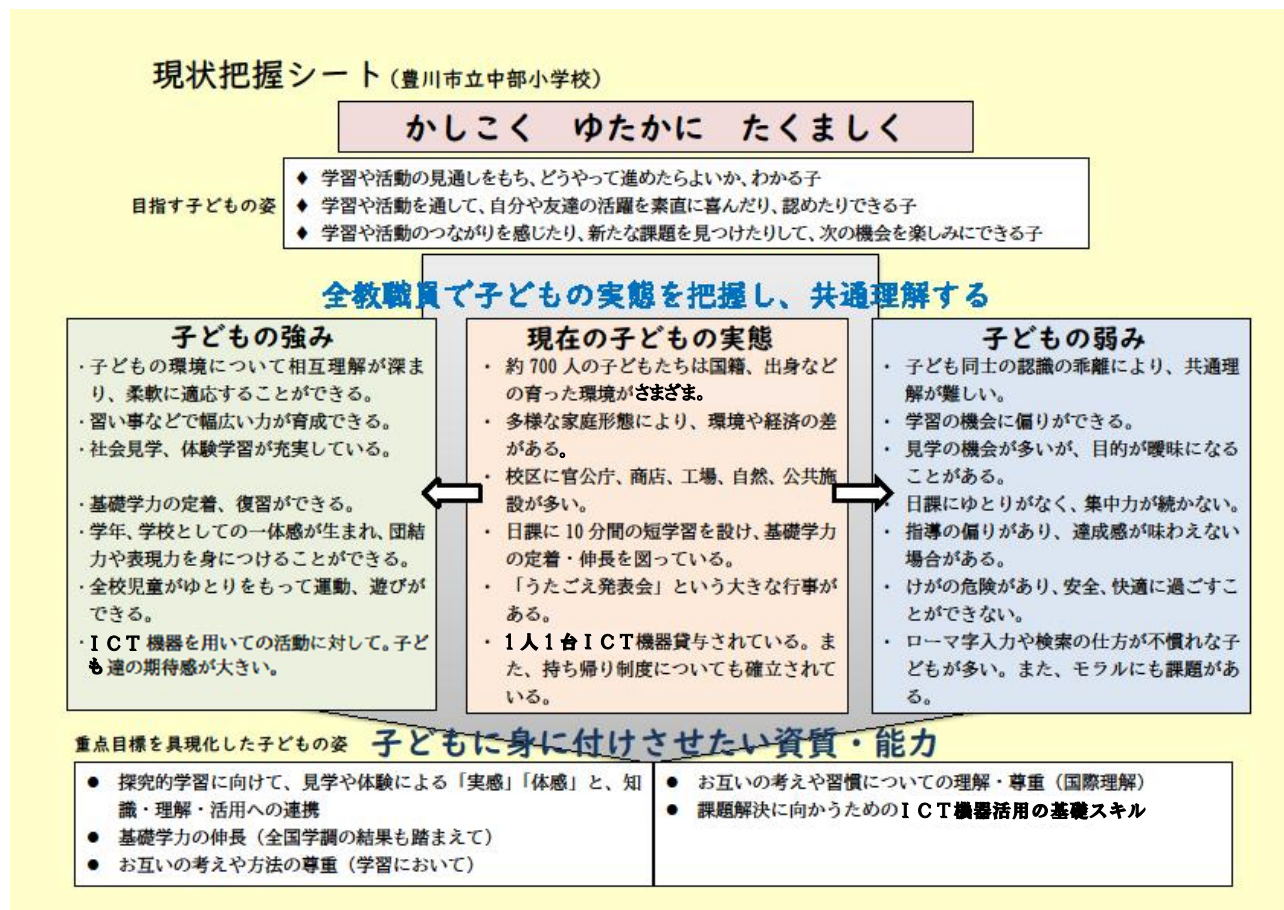 現状把握シート(豊川市立中部小学校)
かしこく　ゆたかに　たくましく
目指す子どもの姿
♦ 学習や活動の見通しをもち、どうやって進めたらよいか、わかる子
♦ 学習や活動を通して、自分や友達の活躍を素直に喜んだり、認めたりできる子
♦ 学習や活動のつながりを感じたり、新たな課題を見つけたりして、次の機会を楽しみにできる子
全教職員で子どもの実態を把握し、共通理解する
子どもの強み
・子どもの環境について相互理解が深ま
り、柔軟に適応することができる。
・習い事などで幅広い力が育成できる。
・社会見学、体験学習が充実している。
・基礎学力の定着、復習ができる。
・学年、学校としての一体感が生まれ、団結
力や表現力を身につけることができる。
・全校児童がゆとりをもって運動、遊びが
できる。
・ＩＣＴ機器を用いての活動に対して。子ど
も達の期待感が大きい。
現在の子どもの実態
・ 約700人の子どもたちは国籍、出身など
の育った環境がさまざま。
・ 多様な家庭形態により、環境や経済の差
がある。
・ 校区に官公庁、商店、工場、自然、公共施
設が多い。
・ 日課に10分間の短学習を設け、基礎学力
の定着・伸長を図っている。
・ 「うたごえ発表会」という大きな行事が
ある。
・ 1人1台ＩＣＴ機器貸与されている。ま
た、持ち帰り制度についても確立されて
いる。
子どもの弱み
・ 子ども同士の認識の乖離により、共通理
解が難しい。
・ 学習の機会に偏りができる。
・ 見学の機会が多いが、目的が曖昧になる
ことがある。
・ 日課にゆとりがなく、集中力が続かない。
・ 指導の偏りがあり、達成感が味わえない
場合がある。
・ けがの危険があり、安全、快適に過ごすこ
とができない。
・ ローマ字入力や検索の仕方が不慣れな子
どもが多い。また、モラルにも課題があ
る。
重点目標を具現化した子どもの姿 子どもに身に付けさせたい資質・能力
● 探究的学習に向けて、見学や体験による「実感」「体感」と、知
識・理解・活用への連携
● 基礎学力の伸長（全国学調の結果も踏まえて）
● お互いの考えや方法の尊重（学習において）
● お互いの考えや習慣についての理解・尊重（国際理解）
● 課題解決に向かうためのＩＣＴ機器活用の基礎スキル